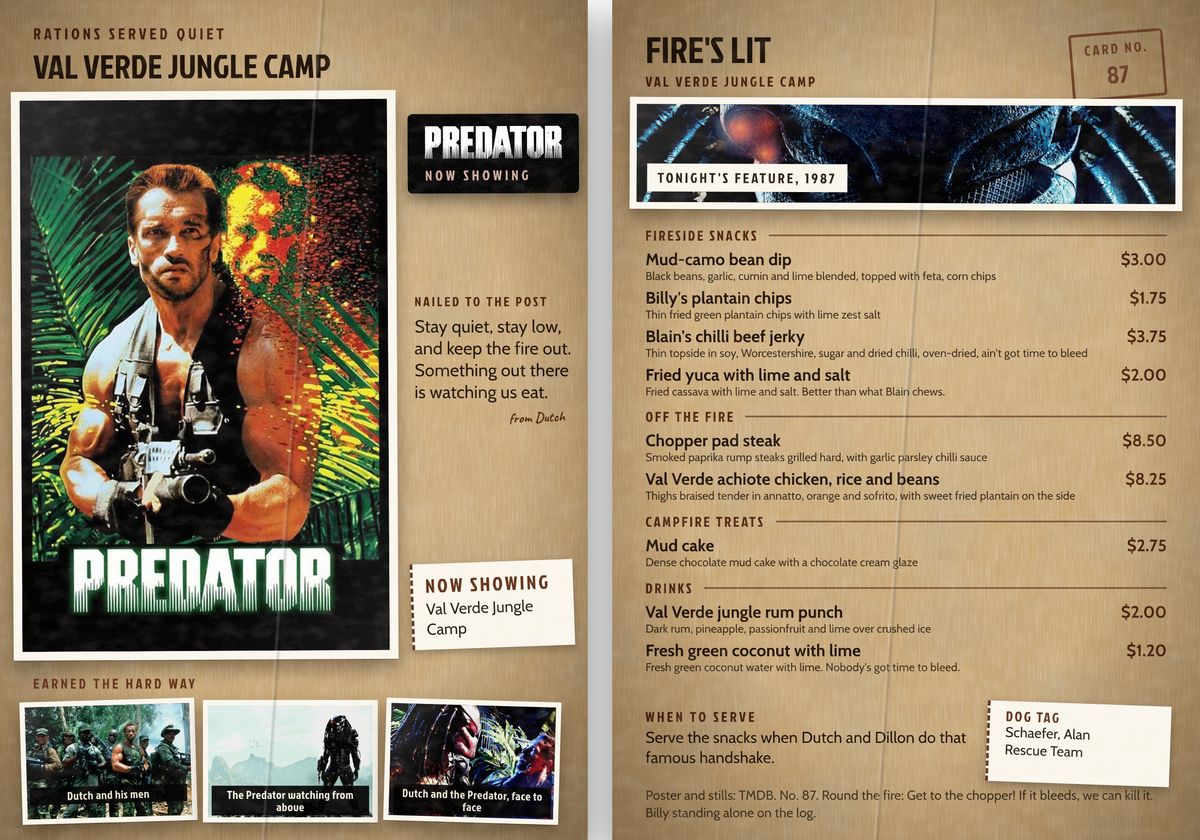 RATIONS SERVED QUIET
VAL VERDE JUNGLE CAMP
PREDATOR
NOW SHOWING
NAILED TO THE POST
Stay quiet, stay low,
and keep the fire out.
Something out there
is watching us eat.
from Dutch
PREDATOR
NOW SHOWING
Val Verde Jungle
Camp
EARNED THE HARD WAY
Dutch and his men
The Predator watching from
above
Dutch and the Predator, face to
face
FIRE'S LIT
VAL VERDE JUNGLE CAMP
CARD NO.
87
TONIGHT'S FEATURE, 1987
FIRESIDE SNACKS
Mud-camo bean dip $3.00
Black beans, garlic, cumin and lime blended, topped with feta, corn chips
Billy's plantain chips $1.75
Thin fried green plantain chips with lime zest salt
Blain's chilli beef jerky $3.75
Thin topside in soy, Worcestershire, sugar and dried chilli, oven-dried, ain't got time to bleed
Fried yuca with lime and salt $2.00
Fried cassava with lime and salt. Better than what Blain chews.
OFF THE FIRE
Chopper pad steak $8.50
Smoked paprika rump steaks grilled hard, with garlic parsley chilli sauce
Val Verde achiote chicken, rice and beans $8.25
Thighs braised tender in annatto, orange and sofrito, with sweet fried plantain on the side
CAMPFIRE TREATS
Mud cake $2.75
Dense chocolate mud cake with a chocolate cream glaze
DRINKS
Val Verde jungle rum punch $2.00
Dark rum, pineapple, passionfruit and lime over crushed ice
Fresh green coconut with lime $1.20
Fresh green coconut water with lime. Nobody's got time to bleed.
WHEN TO SERVE
Serve the snacks when Dutch and Dillon do that
famous handshake.
DOG TAG
Schaefer, Alan
Rescue Team
Poster and stills: TMDB. No. 87. Round the fire: Get to the chopper! If it bleeds, we can kill it.
Billy standing alone on the log.